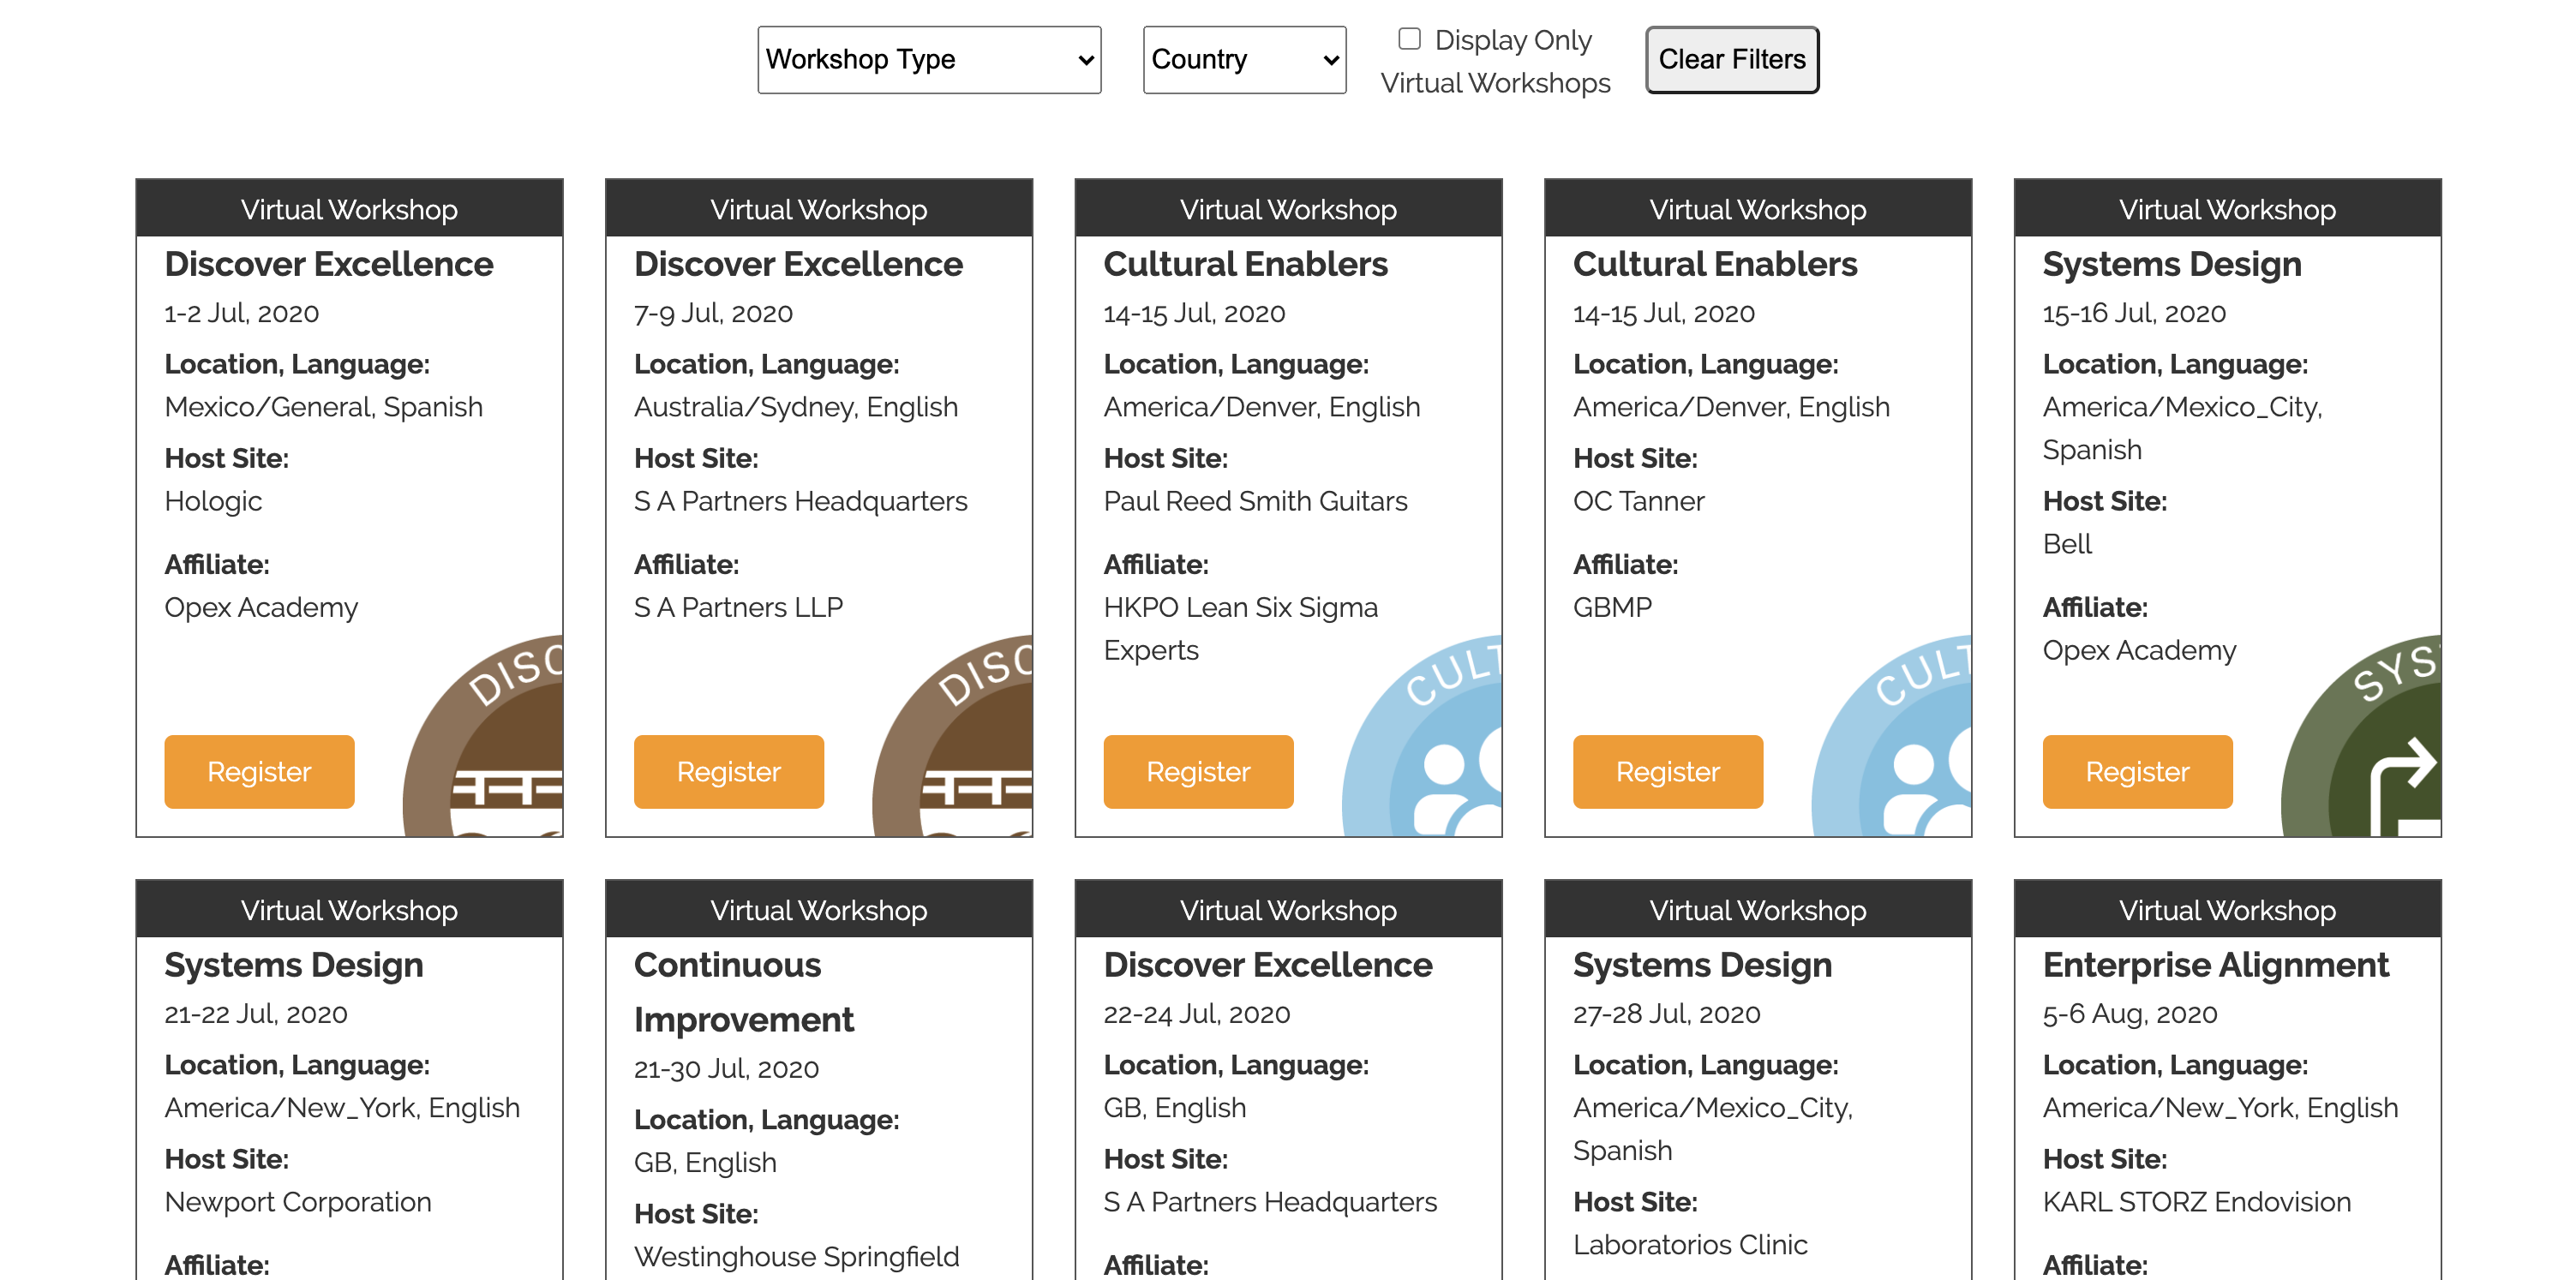 Workshop Type
Country
Display Only
Virtual Workshops
Clear Filters
Virtual Workshop
Discover Excellence
1-2 Jul, 2020
Location, Language:
Mexico/General, Spanish
Host Site:
Hologic
Affiliate:
Opex Academy
DISC
Register
Virtual Workshop
Discover Excellence
7-9 Jul, 2020
Location, Language:
Australia/Sydney, English
Host Site:
S A Partners Headquarters
Affiliate:
S A Partners LLP
DISC
Register
Virtual Workshop
Cultural Enablers
14-15 Jul, 2020
Location, Language:
America/Denver, English
Host Site:
Paul Reed Smith Guitars
Affiliate:
HKPO Lean Six Sigma
Experts
CULT
Register
Virtual Workshop
Cultural Enablers
14-15 Jul, 2020
Location, Language:
America/Denver, English
Host Site:
OC Tanner
Affiliate:
GBMP
CULT
Register
Virtual Workshop
Systems Design
15-16 Jul, 2020
Location, Language:
America/Mexico_City,
Spanish
Host Site:
Bell
Affiliate:
Opex Academy
SYS
Register
Virtual Workshop
Systems Design
21-22 Jul, 2020
Location, Language:
America/New_York, English
Host Site:
Newport Corporation
Affiliate:
Virtual Workshop
Continuous
Improvement
21-30 Jul, 2020
Location, Language:
GB, English
Host Site:
Westinghouse Springfield
Virtual Workshop
Discover Excellence
22-24 Jul, 2020
Location, Language:
GB, English
Host Site:
S A Partners Headquarters
Affiliate:
Virtual Workshop
Systems Design
27-28 Jul, 2020
Location, Language:
America/Mexico_City,
Spanish
Host Site:
Laboratorios Clinic
Virtual Workshop
Enterprise Alignment
5-6 Aug, 2020
Location, Language:
America/New_York, English
Host Site:
KARL STORZ Endovision
Affiliate: